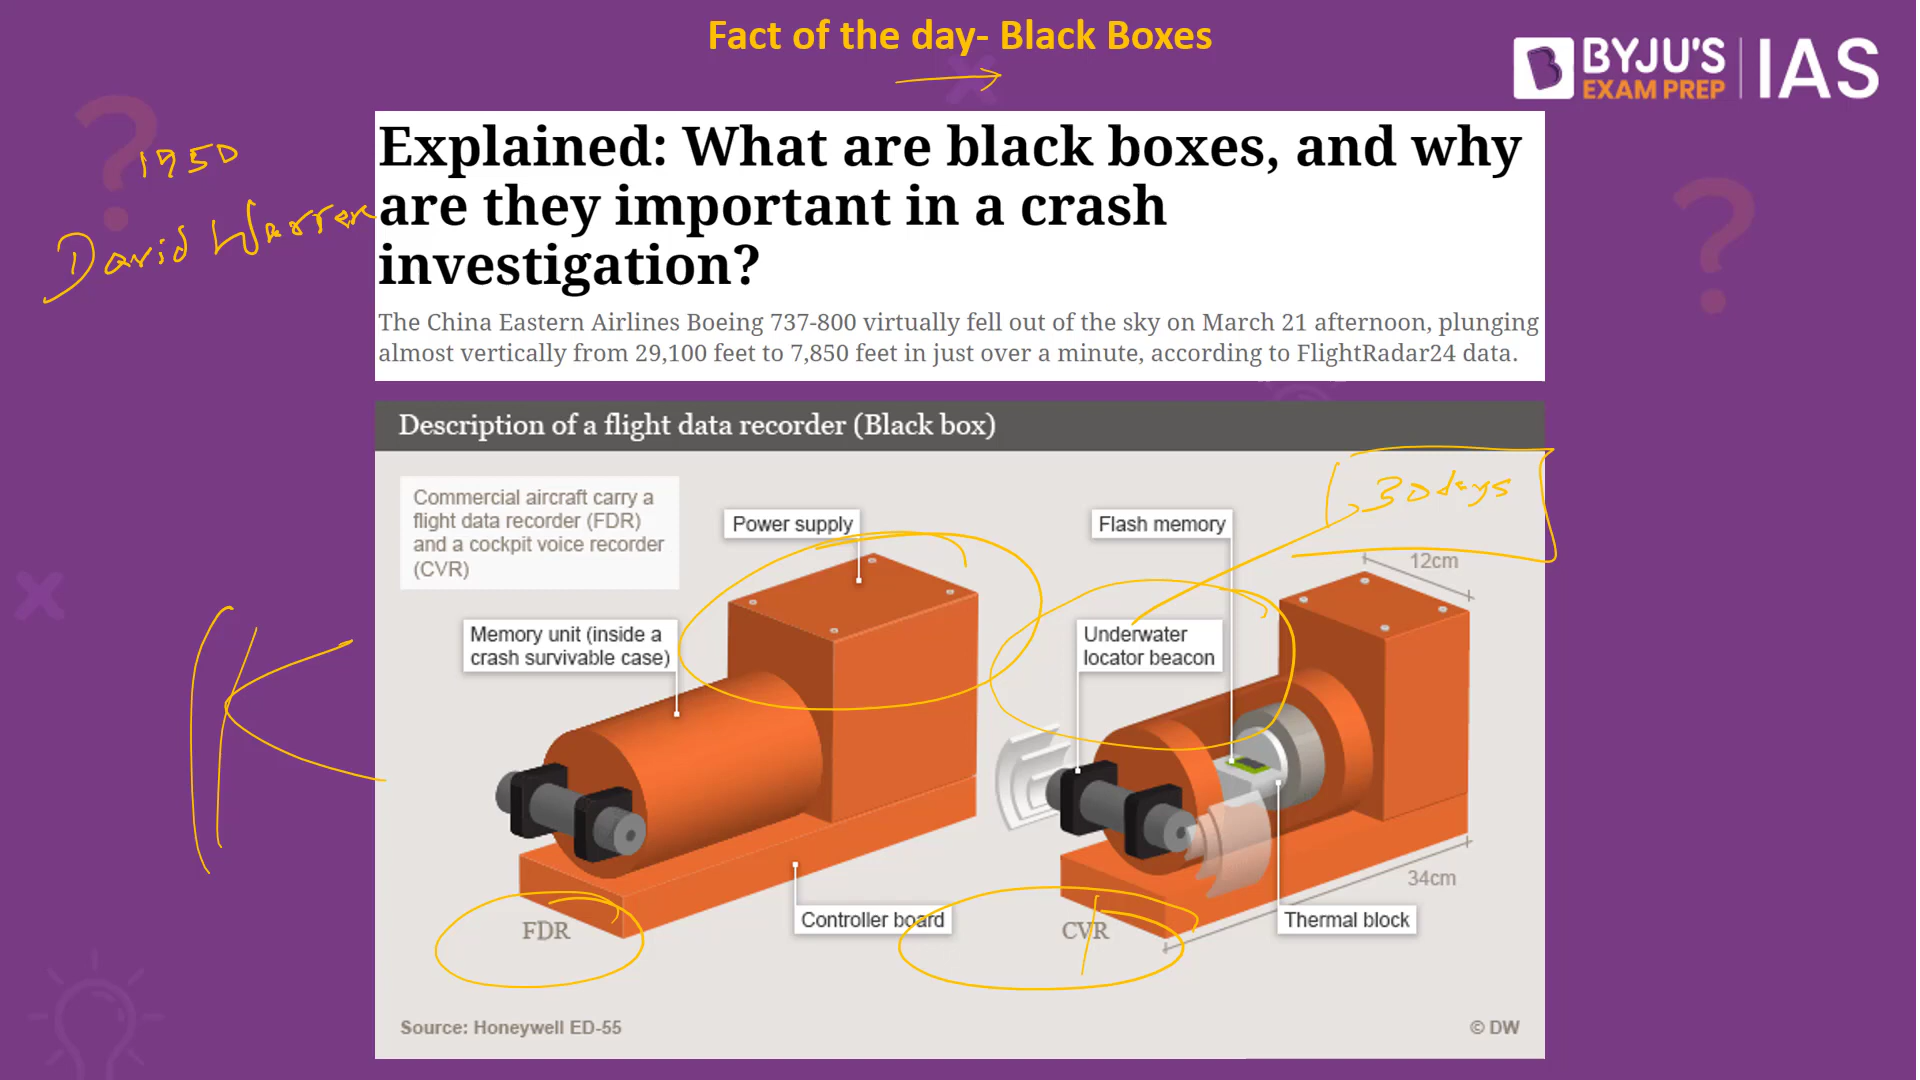 Fact of the day- Black Boxes
BYJU'S
EXAM PREP
IAS
1950
David Warren
Explained: What are black boxes, and why
are they important in a crash
investigation?
The China Eastern Airlines Boeing 737-800 virtually fell out of the sky on March 21 afternoon, plunging
almost vertically from 29,100 feet to 7,850 feet in just over a minute, according to FlightRadar24 data.
Description of a flight data recorder (Black box)
30 days
Commercial aircraft carry a
flight data recorder (FDR)
and a cockpit voice recorder
(CVR)
Power supply
Flash memory
12cm
Memory unit (inside a
crash survivable case)
Underwater
locator beacon
34cm
Controller board
Thermal block
FDR
CVR
Source: Honeywell ED-55
© DW